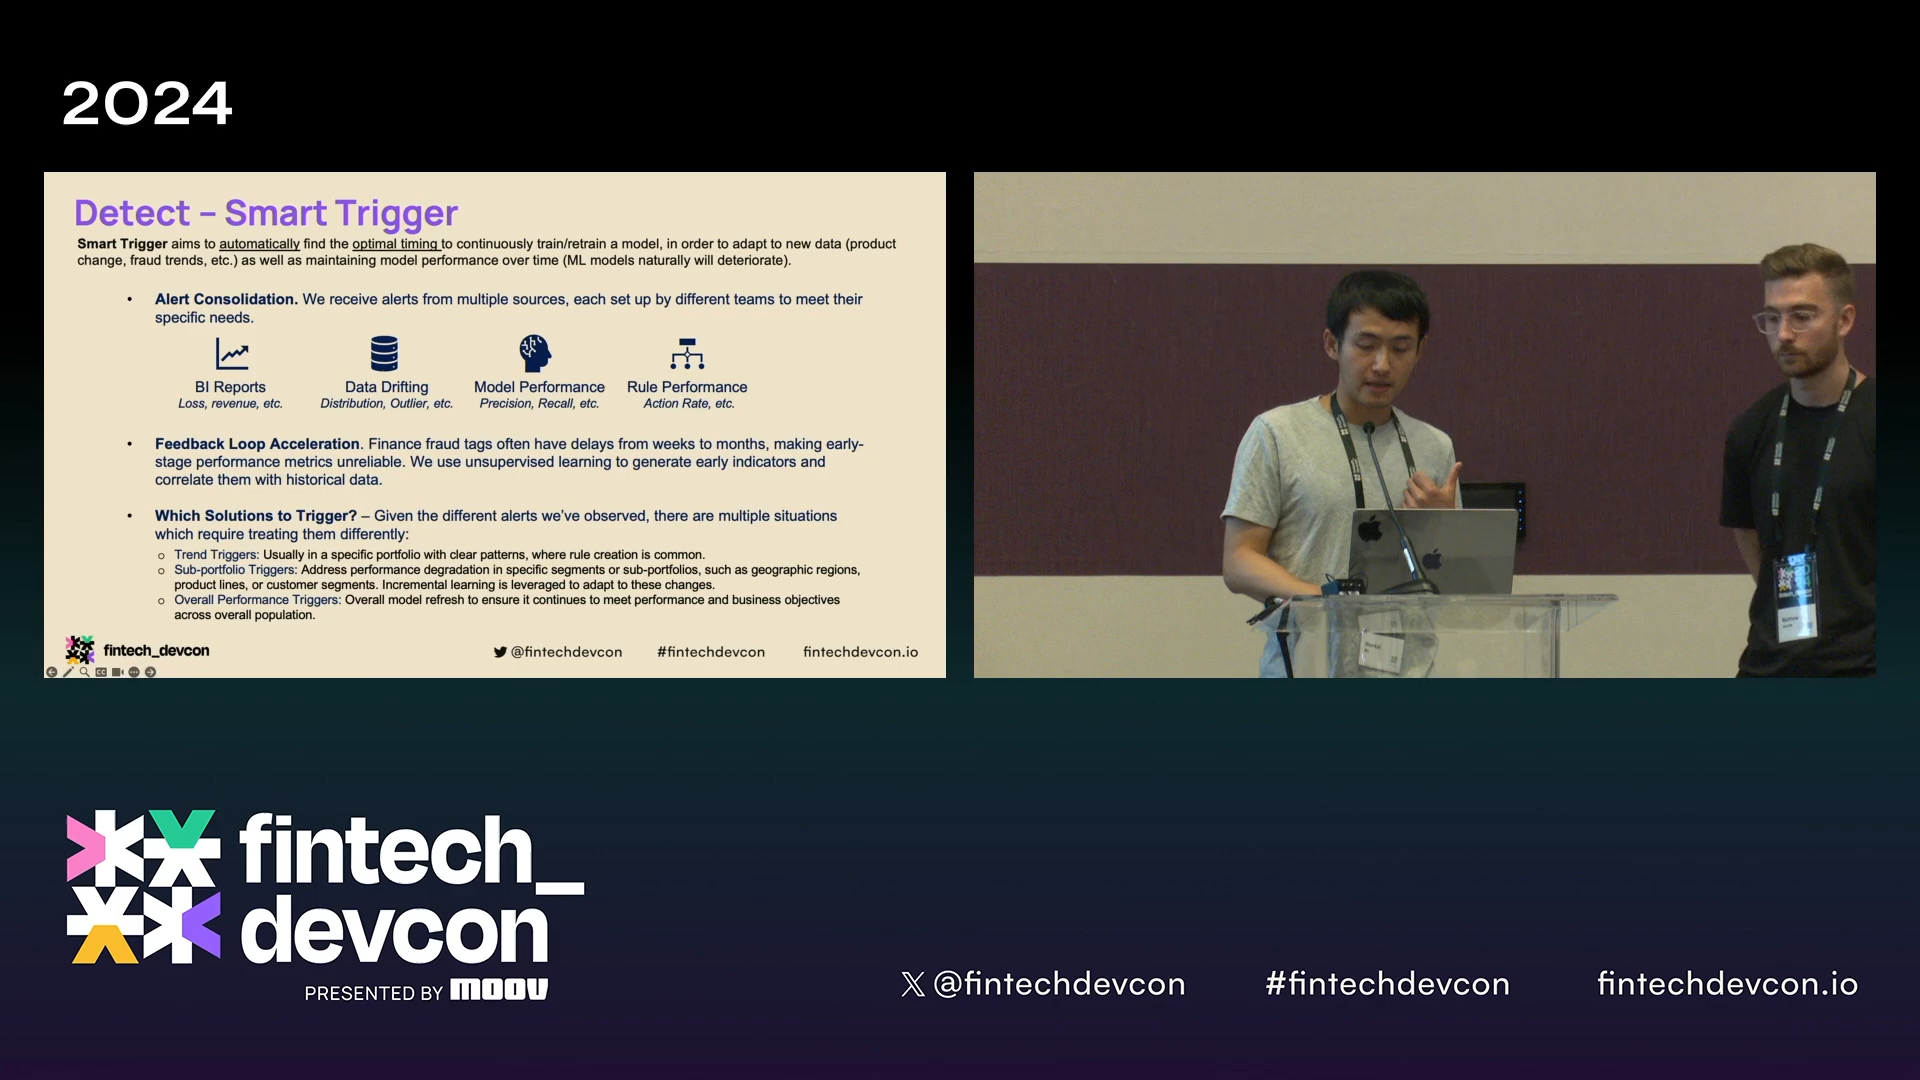 2024
Detect – Smart Trigger
Smart Trigger aims to automatically find the optimal timing to continuously train/retrain a model, in order to adapt to new data (product
change, fraud trends, etc.) as well as maintaining model performance over time (ML models naturally will deteriorate).
• Alert Consolidation. We receive alerts from multiple sources, each set up by different teams to meet their
specific needs.
BI Reports
Loss, revenue, etc.
Data Drifting
Distribution, Outlier, etc.
Model Performance
Precision, Recall, etc.
Rule Performance
Action Rate, etc.
• Feedback Loop Acceleration. Finance fraud tags often have delays from weeks to months, making early-
stage performance metrics unreliable. We use unsupervised learning to generate early indicators and
correlate them with historical data.
• Which Solutions to Trigger? – Given the different alerts we've observed, there are multiple situations
which require treating them differently:
○ Trend Triggers: Usually in a specific portfolio with clear patterns, where rule creation is common.
○ Sub-portfolio Triggers: Address performance degradation in specific segments or sub-portfolios, such as geographic regions,
product lines, or customer segments. Incremental learning is leveraged to adapt to these changes.
○ Overall Performance Triggers: Overall model refresh to ensure it continues to meet performance and business objectives
across overall population.
fintech_devcon
@fintechdevcon #fintechdevcon fintechdevcon.io
fintech_
devcon
PRESENTED BY moov
@fintechdevcon #fintechdevcon fintechdevcon.io